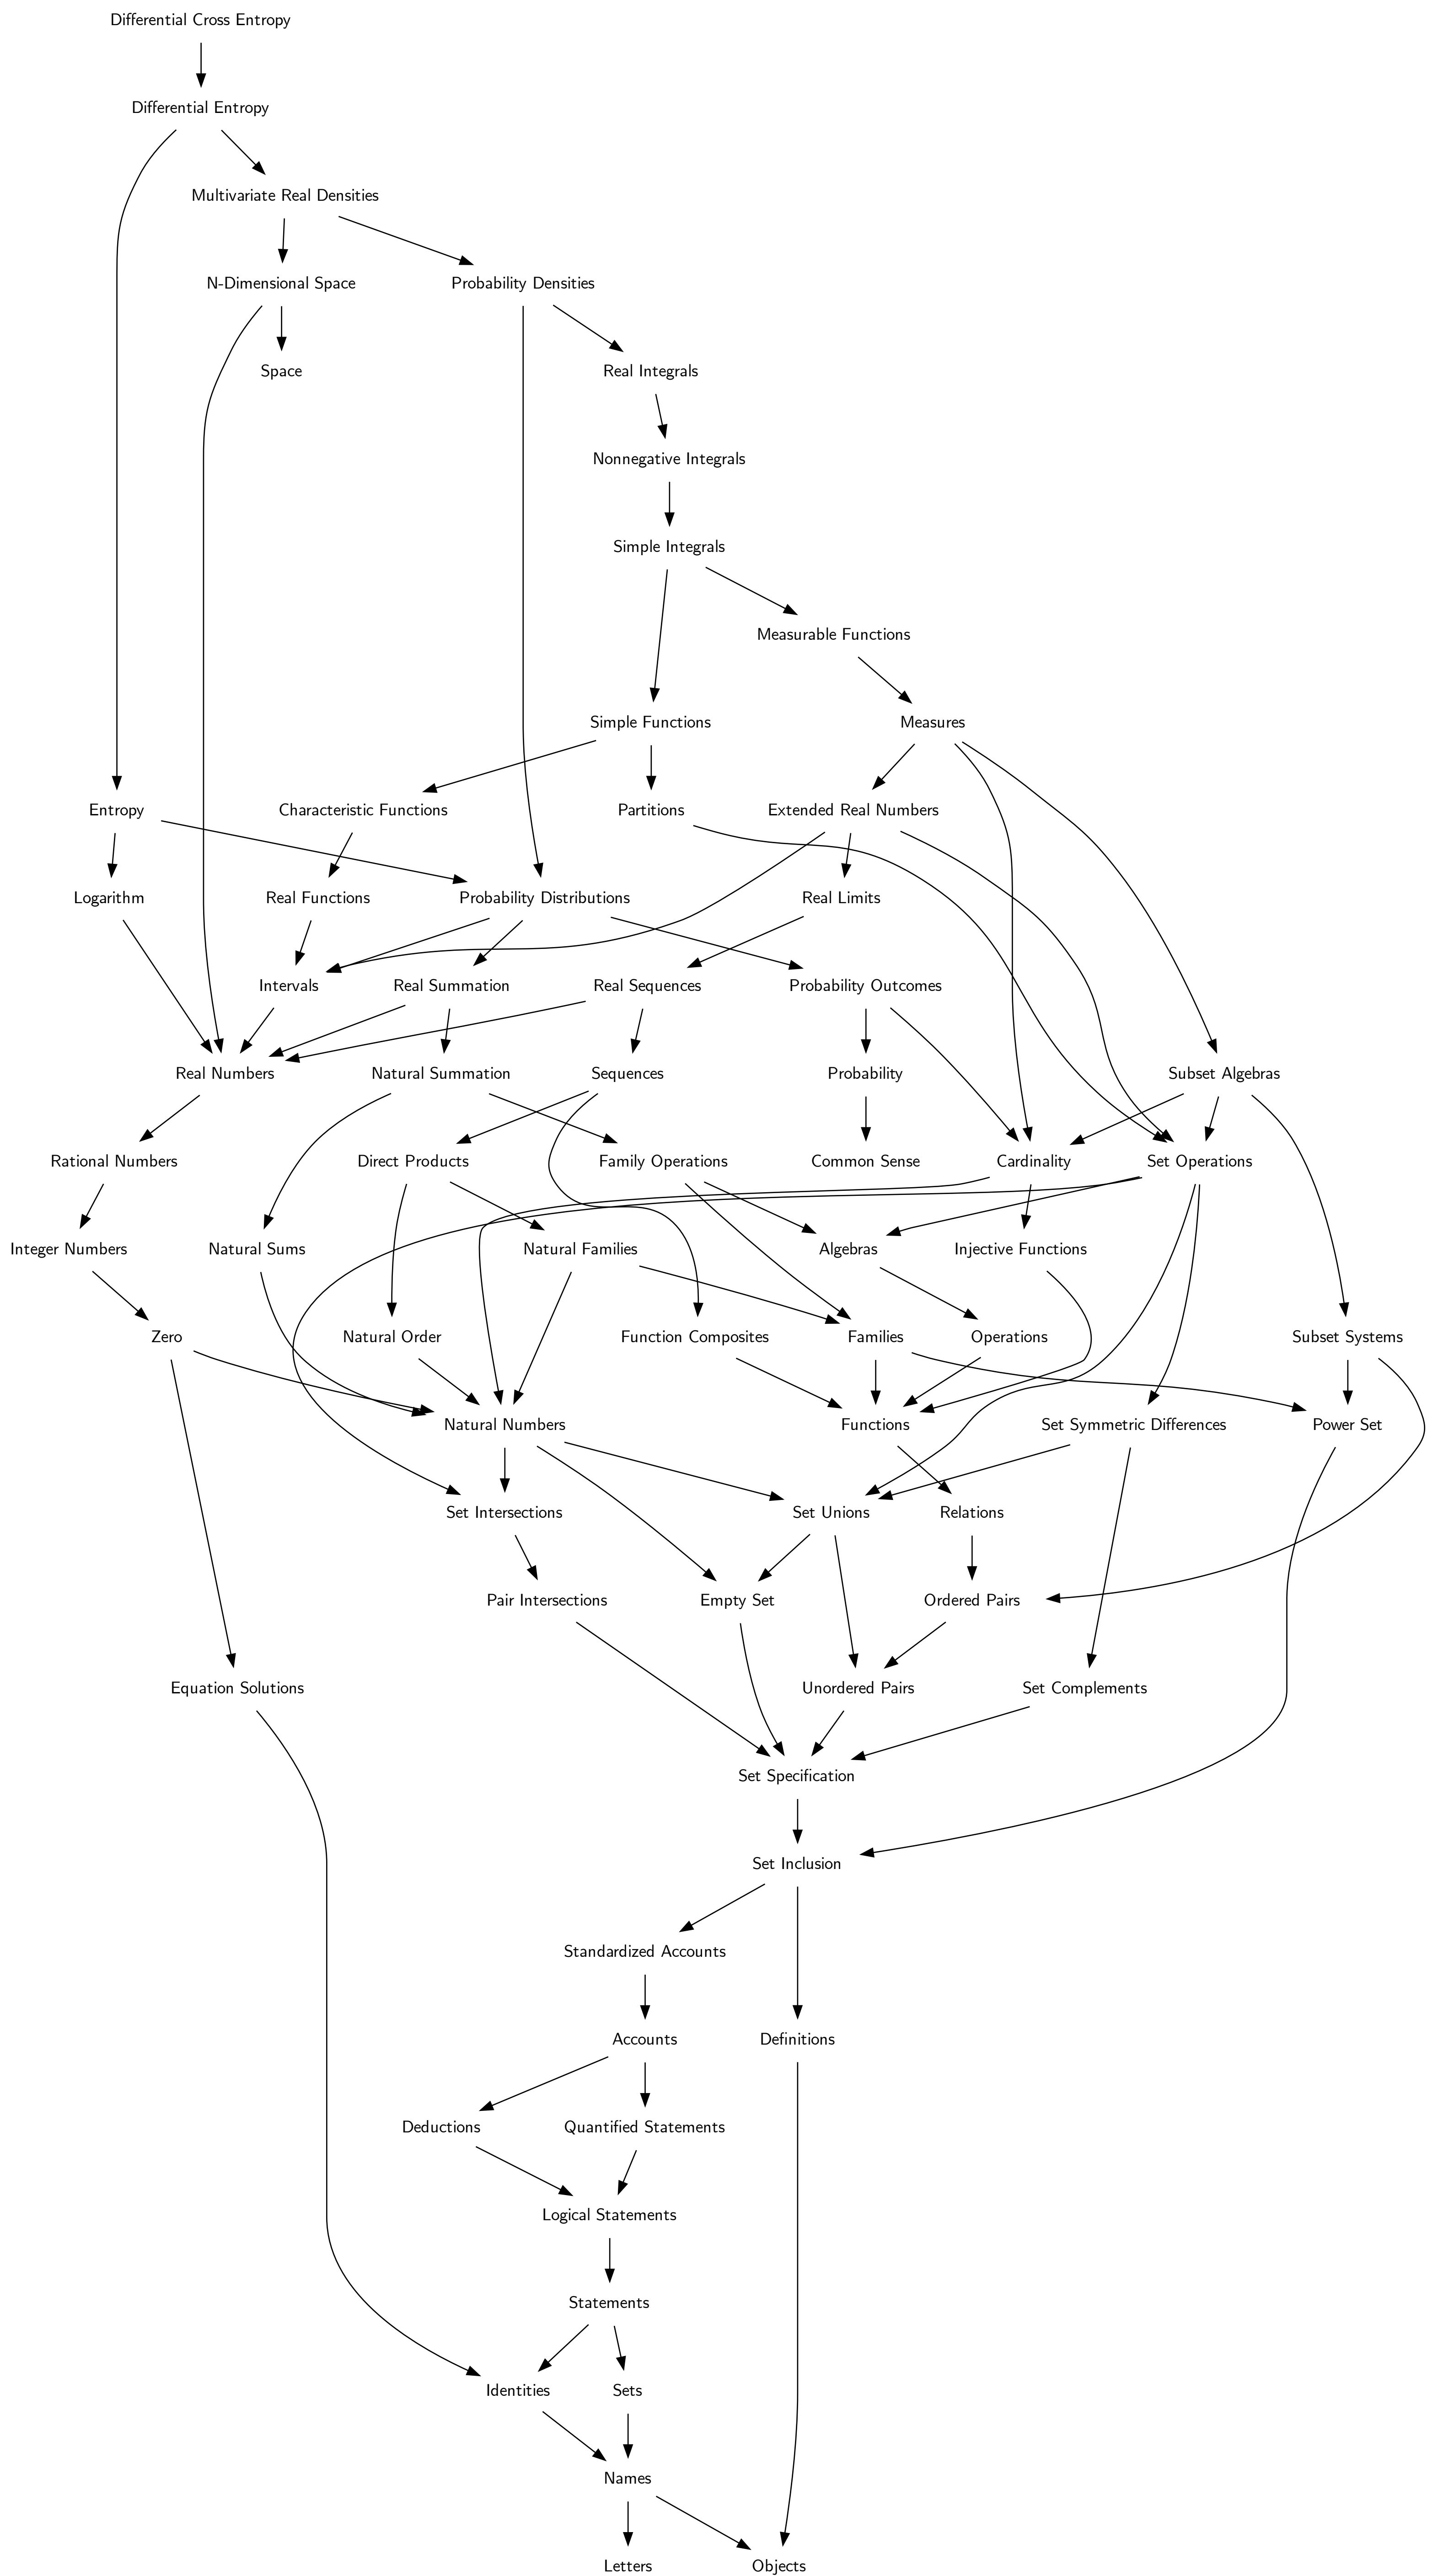 Differential Cross Entropy
Differential Entropy
Multivariate Real Densities
N-Dimensional Space
Probability Densities
Space
Real Integrals
Nonnegative Integrals
Simple Integrals
Measurable Functions
Simple Functions
Measures
Entropy
Characteristic Functions
Partitions
Extended Real Numbers
Logarithm
Real Functions
Probability Distributions
Real Limits
Intervals
Real Summation
Real Sequences
Probability Outcomes
Real Numbers
Natural Summation
Sequences
Probability
Subset Algebras
Rational Numbers
Direct Products
Family Operations
Common Sense
Cardinality
Set Operations
Integer Numbers
Natural Sums
Natural Families
Algebras
Injective Functions
Zero
Natural Order
Function Composites
Families
Operations
Subset Systems
Natural Numbers
Functions
Set Symmetric Differences
Power Set
Set Intersections
Set Unions
Relations
Pair Intersections
Empty Set
Ordered Pairs
Equation Solutions
Unordered Pairs
Set Complements
Set Specification
Set Inclusion
Standardized Accounts
Accounts
Definitions
Deductions
Quantified Statements
Logical Statements
Statements
Identities
Sets
Names
Letters
Objects